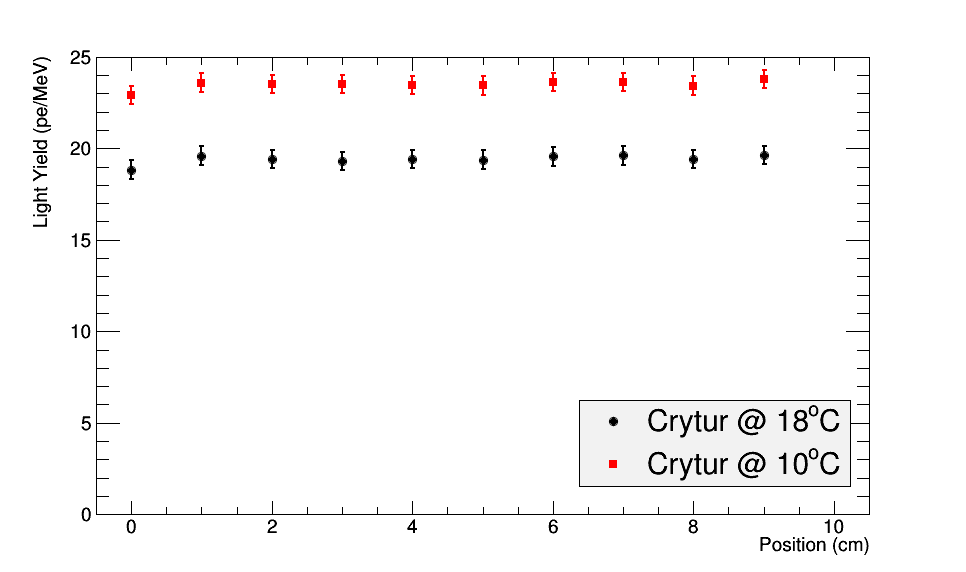 25
20
15
10
5
0
Light Yield (pe/MeV)
Crytur @ 18°C
Crytur @ 10°C
0 2 4 6 8 10
Position (cm)